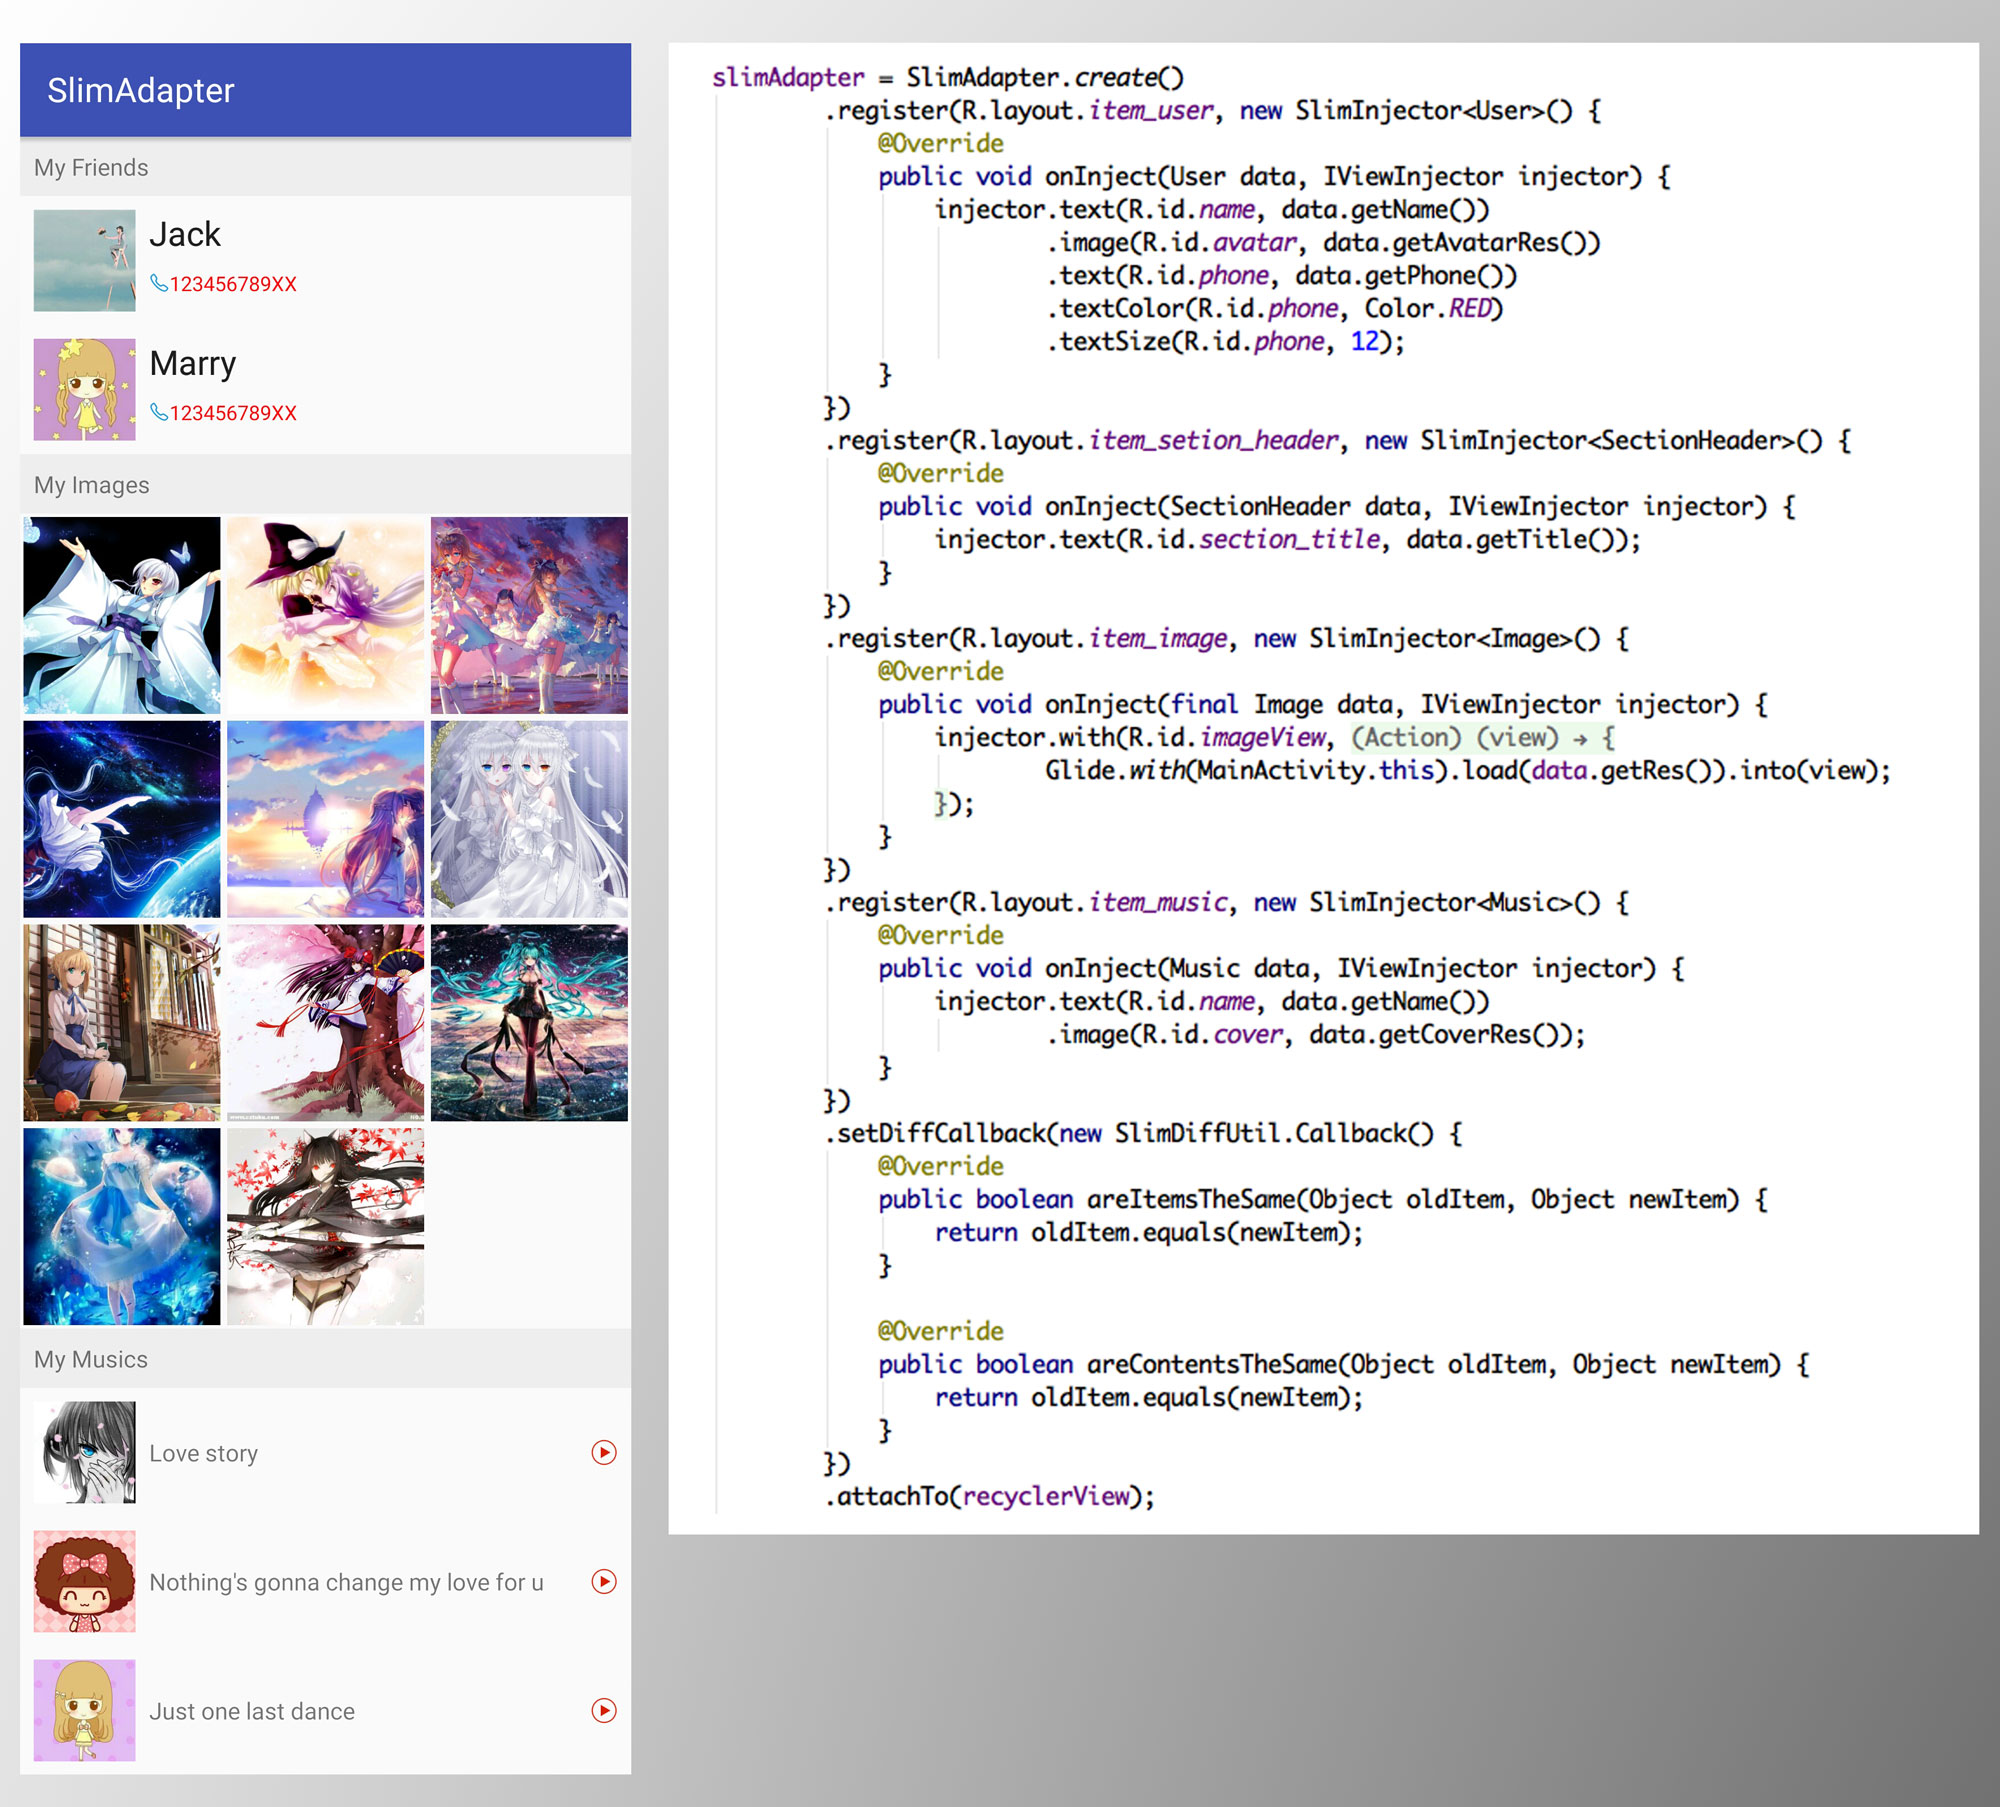 SlimAdapter
My Friends
Jack
123456789XX
Marry
123456789XX
My Images
www.cutoku.com
My Musics
Love story
Nothing's gonna change my love for u
Just one last dance
slimAdapter = SlimAdapter.create()
.register(R.layout.item_user, new SlimInjector<User>() {
@Override
public void onInject(User data, IViewInjector injector) {
injector.text(R.id.name, data.getName())
.image(R.id.avatar, data.getAvatarRes())
.text(R.id.phone, data.getPhone())
.textColor(R.id.phone, Color.RED)
.textSize(R.id.phone, 12);
}
})
.register(R.layout.item_setion_header, new SlimInjector<SectionHeader>() {
@Override
public void onInject(SectionHeader data, IViewInjector injector) {
injector.text(R.id.section_title, data.getTitle());
}
})
.register(R.layout.item_image, new SlimInjector<Image>() {
@Override
public void onInject(final Image data, IViewInjector injector) {
injector.with(R.id.imageView, (Action) (view) → {
Glide.with(MainActivity.this).load(data.getRes()).into(view);
});
}
})
.register(R.layout.item_music, new SlimInjector<Music>() {
@Override
public void onInject(Music data, IViewInjector injector) {
injector.text(R.id.name, data.getName())
.image(R.id.cover, data.getCoverRes());
}
})
.setDiffCallback(new SlimDiffUtil.Callback() {
@Override
public boolean areItemsTheSame(Object oldItem, Object newItem) {
return oldItem.equals(newItem);
}
@Override
public boolean areContentsTheSame(Object oldItem, Object newItem) {
return oldItem.equals(newItem);
}
})
.attachTo(recyclerView);